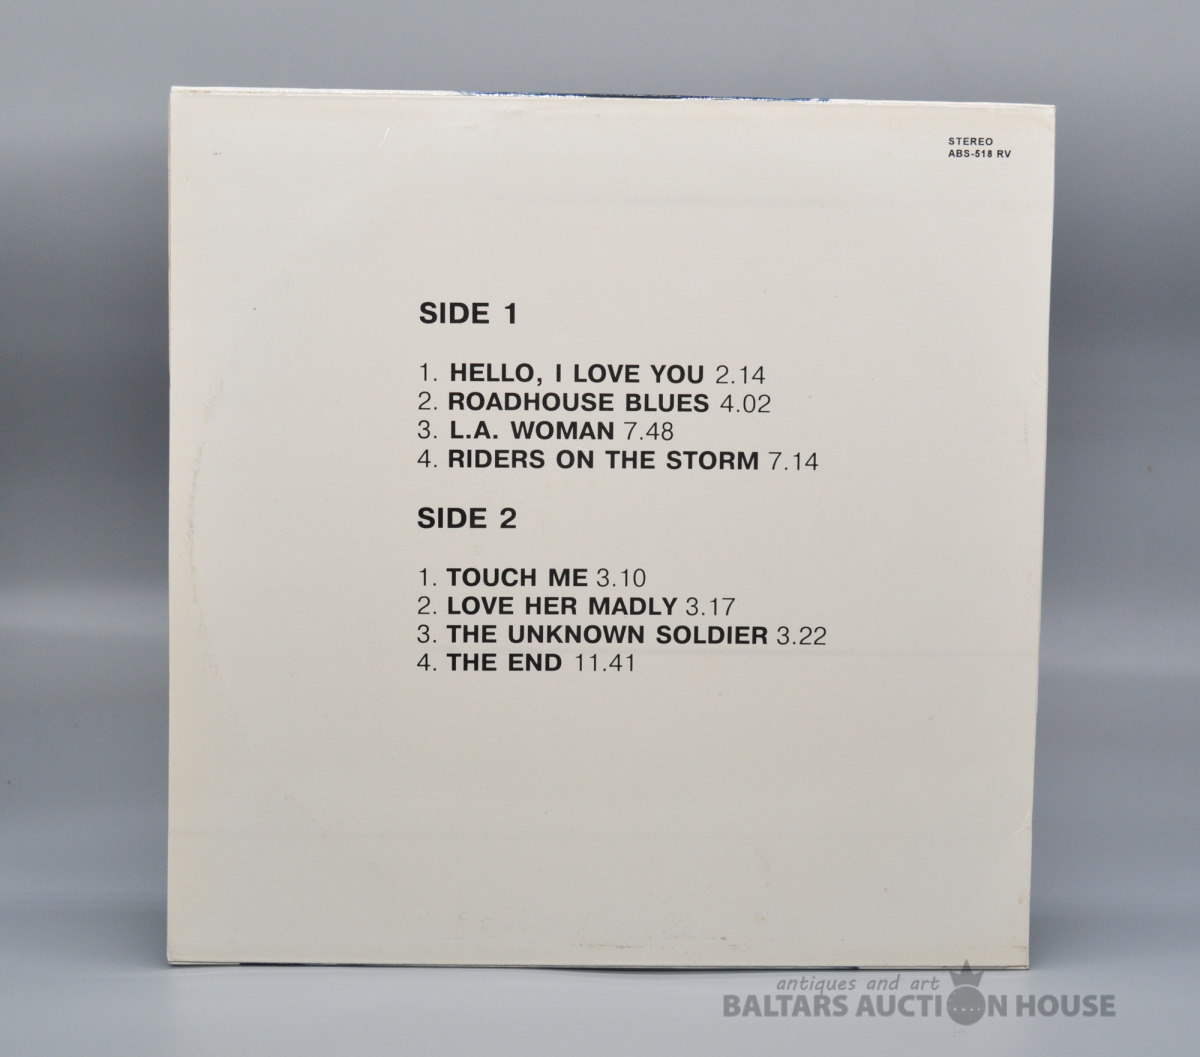 STEREO
ABS-518 RV
SIDE 1
1. HELLO, I LOVE YOU 2.14
2. ROADHOUSE BLUES 4.02
3. L.A. WOMAN 7.48
4. RIDERS ON THE STORM 7.14
SIDE 2
1. TOUCH ME 3.10
2. LOVE HER MADLY 3.17
3. THE UNKNOWN SOLDIER 3.22
4. THE END 11.41
antiques and art
BALTARS AUCTION HOUSE